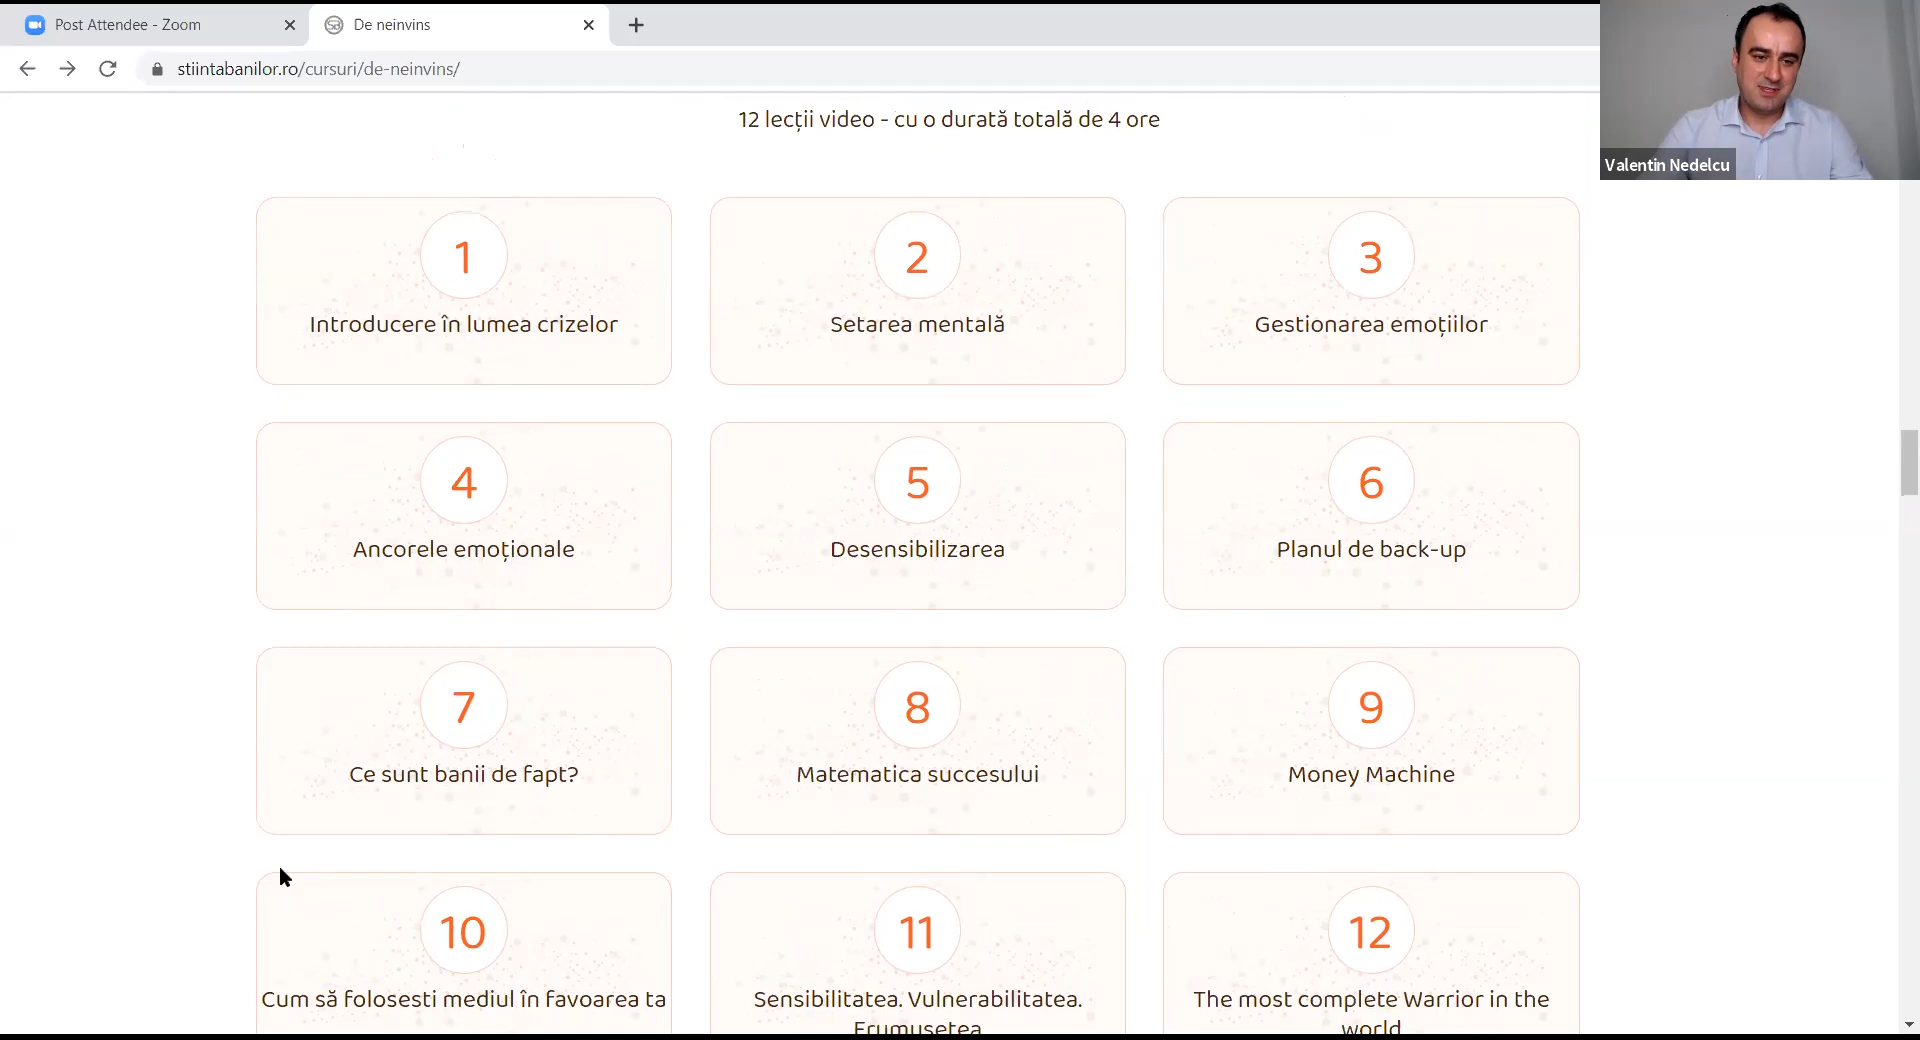 Post Attendee - Zoom
De neinvins
stiintabanilor.ro/cursuri/de-neinvins/
Valentin Nedelcu
12 lecții video - cu o durată totală de 4 ore
1
2
3
Introducere în lumea crizelor
Setarea mentală
Gestionarea emoțiilor
4
5
6
Ancorele emoționale
Desensibilizarea
Planul de back-up
7
8
9
Ce sunt banii de fapt?
Matematica succesului
Money Machine
10
11
12
Cum să folosesti mediul în favoarea ta
Sensibilitatea. Vulnerabilitatea.
Frumusetea
The most complete Warrior in the
world